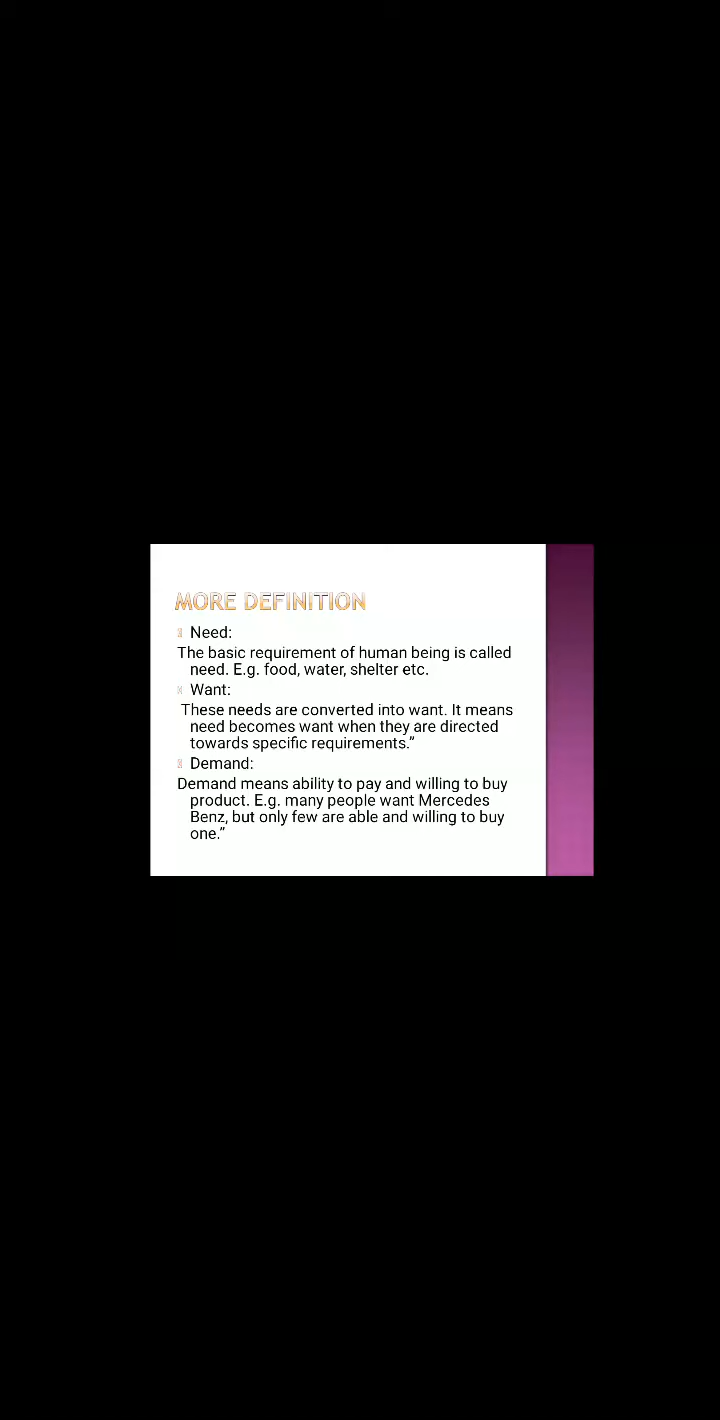 MORE DEFINITION
Need:
The basic requirement of human being is called
need. E.g. food, water, shelter etc.
Want:
These needs are converted into want. It means
need becomes want when they are directed
towards specific requirements.”
Demand:
Demand means ability to pay and willing to buy
product. E.g. many people want Mercedes
Benz, but only few are able and willing to buy
one.”